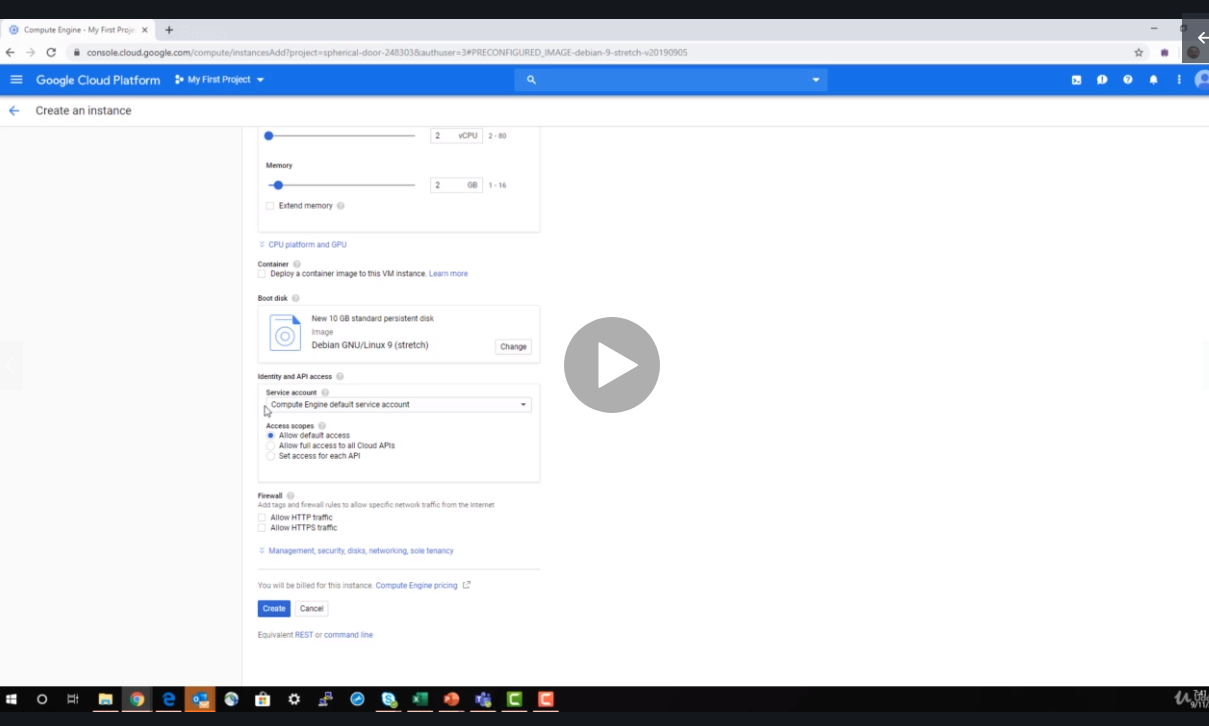 Compute Engine - My First Proje
console.cloud.google.com/compute/instancesAdd?project=spherical-door-248303&authuser=3#PRECONFIGURED_IMAGE-debian-9-stretch-v20190905
Google Cloud Platform My First Project
Create an instance
2 vCPU 2 - 80
Memory
2 GB 1 - 16
Extend memory
CPU platform and GPU
Container
Deploy a container image to this VM instance. Learn more
Boot disk
New 10 GB standard persistent disk
Image
Debian GNU/Linux 9 (stretch)
Change
Identity and API access
Service account
Compute Engine default service account
Access scopes
Allow default access
Allow full access to all Cloud APIs
Set access for each API
Firewall
Add tags and firewall rules to allow specific network traffic from the Internet
Allow HTTP traffic
Allow HTTPS traffic
Management, security, disks, networking, sole tenancy
You will be billed for this instance. Compute Engine pricing
Create Cancel
Equivalent REST or command line